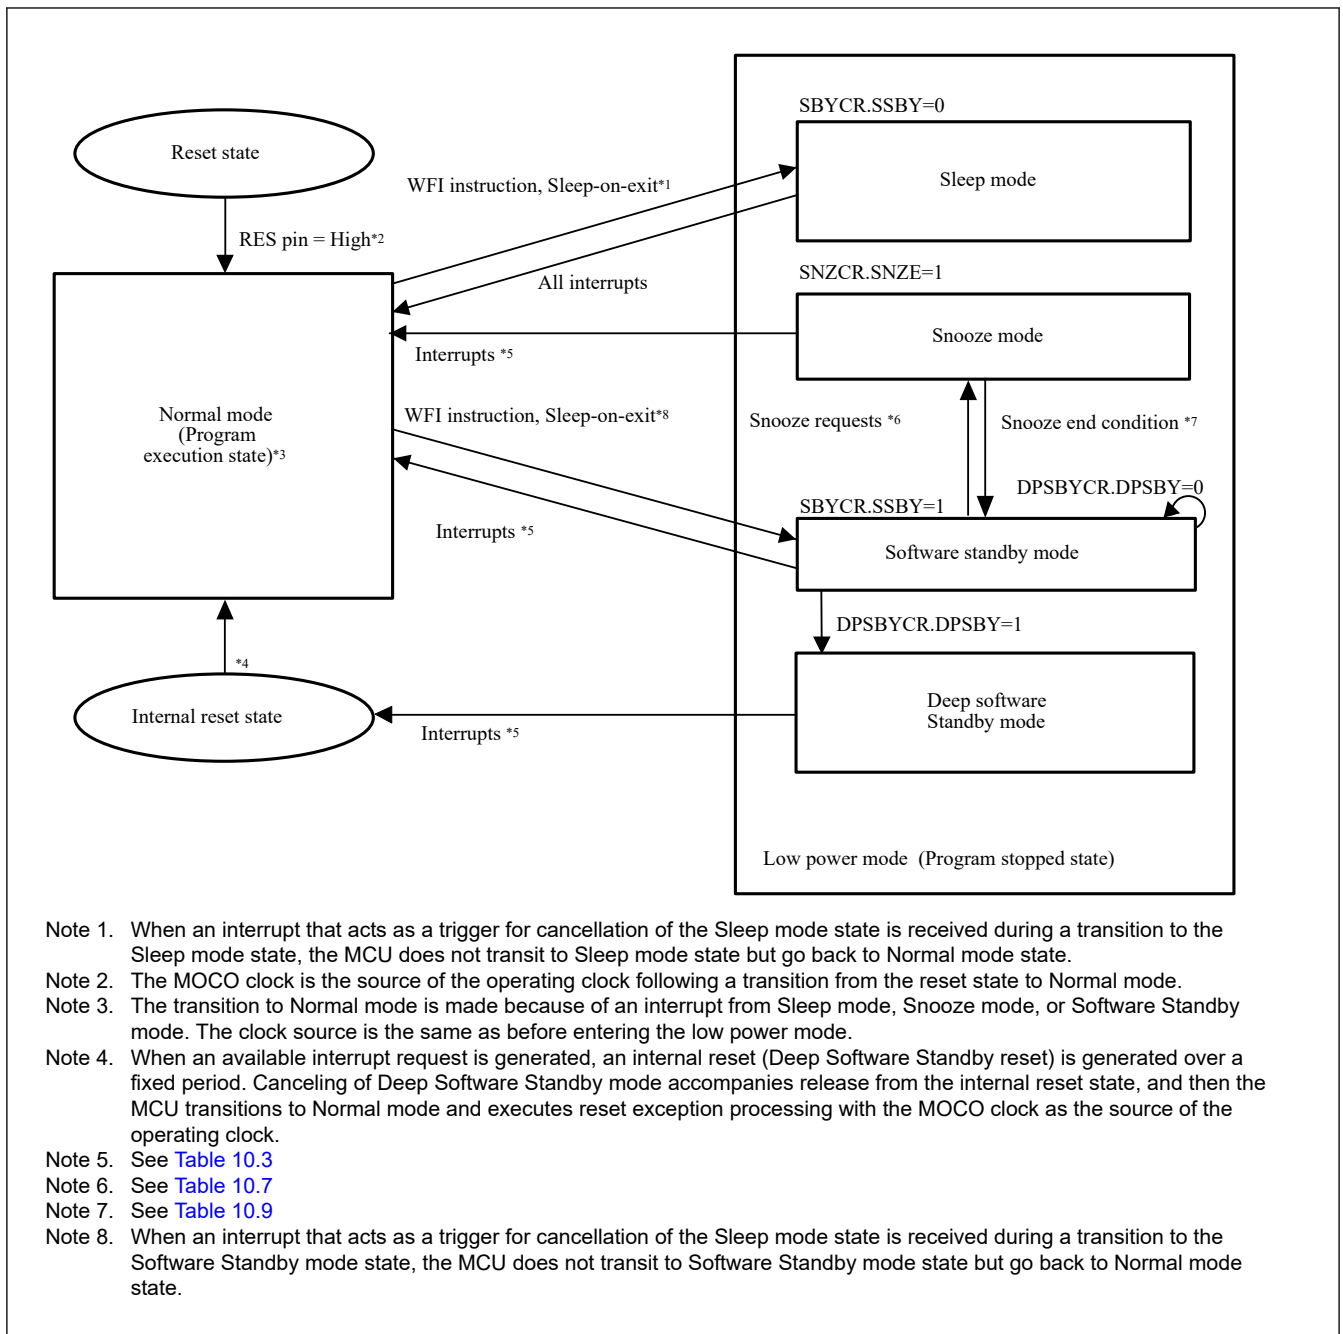 SBYCR.SSBY=0
Reset state
Sleep mode
WFI instruction, Sleep-on-exit*1
RES pin = High*2
All interrupts
SNZCR.SNZE=1
Snooze mode
Interrupts *5
Normal mode
(Program
execution state)*3
WFI instruction, Sleep-on-exit*8
Snooze requests *6
Snooze end condition *7
DPSBYCR.DPSBY=0
SBYCR.SSBY=1
Interrupts *5
Software standby mode
DPSBYCR.DPSBY=1
*4
Internal reset state
Deep software
Standby mode
Interrupts *5
Low power mode (Program stopped state)
Note 1. When an interrupt that acts as a trigger for cancellation of the Sleep mode state is received during a transition to the
Sleep mode state, the MCU does not transit to Sleep mode state but go back to Normal mode state.
Note 2. The MOCO clock is the source of the operating clock following a transition from the reset state to Normal mode.
Note 3. The transition to Normal mode is made because of an interrupt from Sleep mode, Snooze mode, or Software Standby
mode. The clock source is the same as before entering the low power mode.
Note 4. When an available interrupt request is generated, an internal reset (Deep Software Standby reset) is generated over a
fixed period. Canceling of Deep Software Standby mode accompanies release from the internal reset state, and then the
MCU transitions to Normal mode and executes reset exception processing with the MOCO clock as the source of the
operating clock.
Note 5. See Table 10.3
Note 6. See Table 10.7
Note 7. See Table 10.9
Note 8. When an interrupt that acts as a trigger for cancellation of the Sleep mode state is received during a transition to the
Software Standby mode state, the MCU does not transit to Software Standby mode state but go back to Normal mode
state.